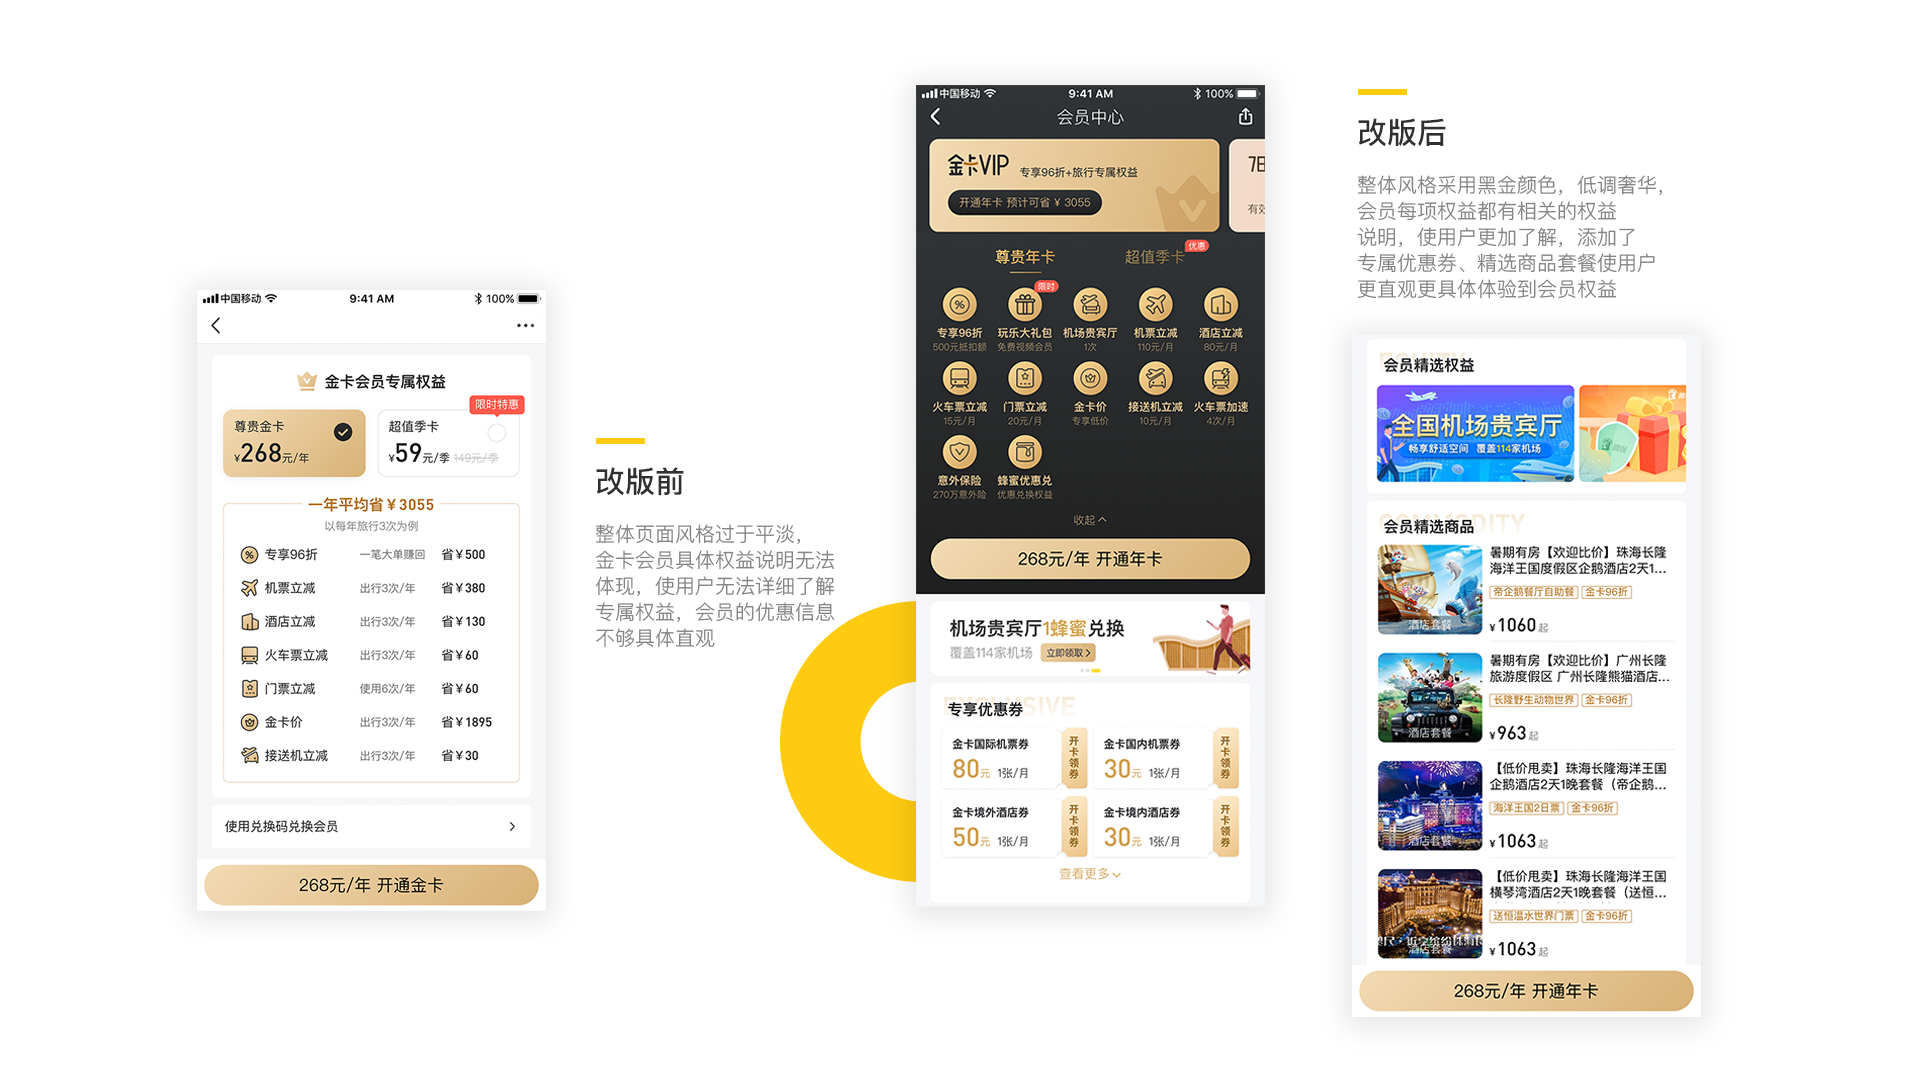 中国移动
9:41 AM
100%
金卡会员专属权益
限时特惠
尊贵金卡
¥268元/年
超值季卡
¥59元/季 149元/季
一年平均省¥3055
以每年旅行3次为例
专享96折 一笔大单赚回 省¥500
机票立减 出行3次/年 省¥380
酒店立减 出行3次/年 省¥130
火车票立减 出行3次/年 省¥60
门票立减 使用6次/年 省¥60
金卡价 出行3次/年 省¥1895
接送机立减 出行3次/年 省¥30
使用兑换码兑换会员
268元/年 开通金卡
改版前
整体页面风格过于平淡，
金卡会员具体权益说明无法
体现，使用户无法详细了解
专属权益，会员的优惠信息
不够具体直观
中国移动
9:41 AM
100%
会员中心
金卡VIP 专享96折+旅行专属权益
开通年卡 预计可省 ¥ 3055
有效
尊贵年卡
超值季卡
优惠
限时
专享96折 玩乐大礼包 机场贵宾厅 机票立减 酒店立减
500元抵扣额 免费视频会员 1次 110元/月 80元/月
火车票立减 门票立减 金卡价 接送机立减 火车票加速
15元/月 20元/月 专享低价 10元/月 4次/月
意外保险 蜂蜜优惠兑
270万意外险 优惠兑换权益
收起
268元/年 开通年卡
机场贵宾厅1蜂蜜兑换
覆盖114家机场 立即领取
EXCLUSIVE
专享优惠券
金卡国际机票券
80元 1张/月
开卡领券
金卡国内机票券
30元 1张/月
开卡领券
金卡境外酒店券
50元 1张/月
开卡领券
金卡境内酒店券
30元 1张/月
开卡领券
查看更多
改版后
整体风格采用黑金颜色，低调奢华，
会员每项权益都有相关的权益
说明，使用户更加了解，添加了
专属优惠券、精选商品套餐使用户
更直观更具体体验到会员权益
EQUITY
会员精选权益
全国机场贵宾厅
畅享舒适空间 覆盖114家机场
COMMODITY
会员精选商品
暑期有房【欢迎比价】珠海长隆
海洋王国度假区企鹅酒店2天1...
帝企鹅餐厅自助餐 金卡96折
酒店套餐
¥1060起
暑期有房【欢迎比价】广州长隆
旅游度假区 广州长隆熊猫酒店...
长隆野生动物世界 金卡96折
酒店套餐
¥963起
【低价甩卖】珠海长隆海洋王国
企鹅酒店2天1晚套餐（帝企鹅...
海洋王国2日票 金卡96折
酒店套餐
¥1063起
【低价甩卖】珠海长隆海洋王国
横琴湾酒店2天1晚套餐（送恒...
送恒温水世界门票 金卡96折
酒店套餐
¥1063起
268元/年 开通年卡